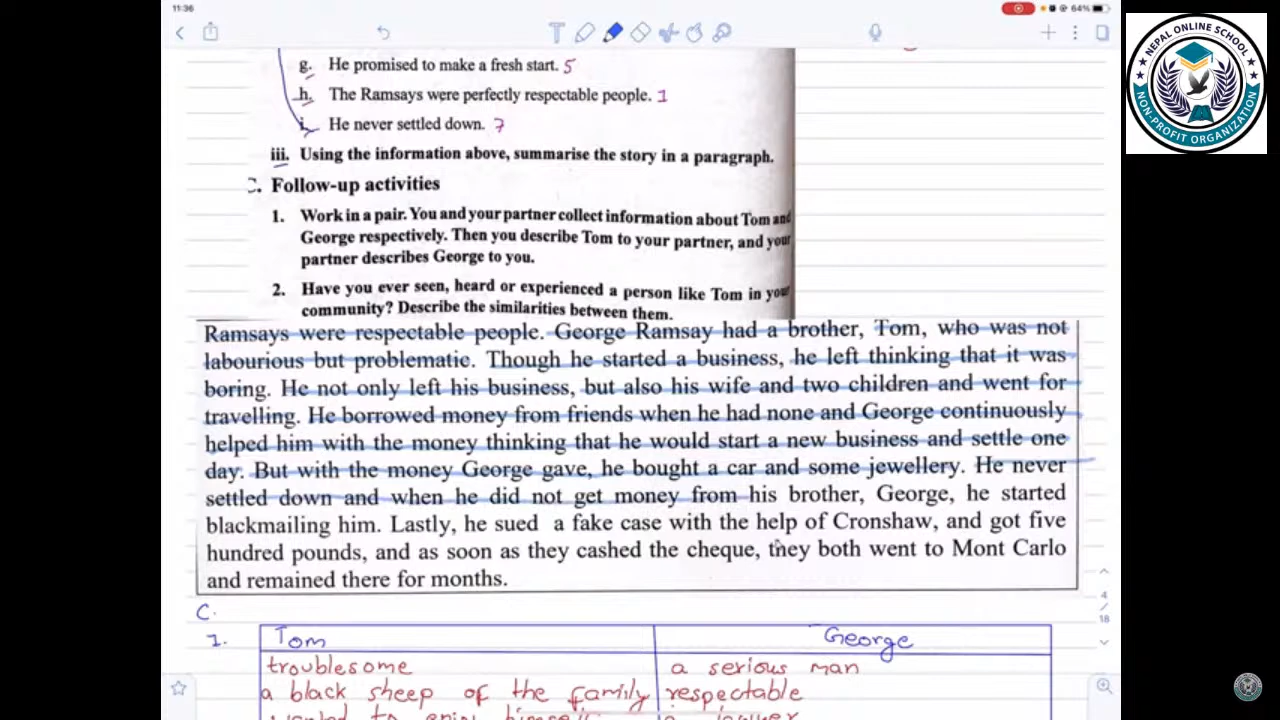 11:36
64%
NEPAL ONLINE SCHOOL
NON-PROFIT ORGANIZATION
g. He promised to make a fresh start. 5
h. The Ramsays were perfectly respectable people. 1
i. He never settled down. 7
iii. Using the information above, summarise the story in a paragraph.
C. Follow-up activities
1. Work in a pair. You and your partner collect information about Tom and
George respectively. Then you describe Tom to your partner, and your
partner describes George to you.
2. Have you ever seen, heard or experienced a person like Tom in your
community? Describe the similarities between them.
Ramsays were respectable people. George Ramsay had a brother, Tom, who was not
labourious but problematic. Though he started a business, he left thinking that it was
boring. He not only left his business, but also his wife and two children and went for
travelling. He borrowed money from friends when he had none and George continuously
helped him with the money thinking that he would start a new business and settle one
day. But with the money George gave, he bought a car and some jewellery. He never
settled down and when he did not get money from his brother, George, he started
blackmailing him. Lastly, he sued a fake case with the help of Cronshaw, and got five
hundred pounds, and as soon as they cashed the cheque, they both went to Mont Carlo
and remained there for months.
4
/
18
C.
1. Tom George
troublesome a serious man
a black sheep of the family respectable
wanted to enjoy himself a lawyer